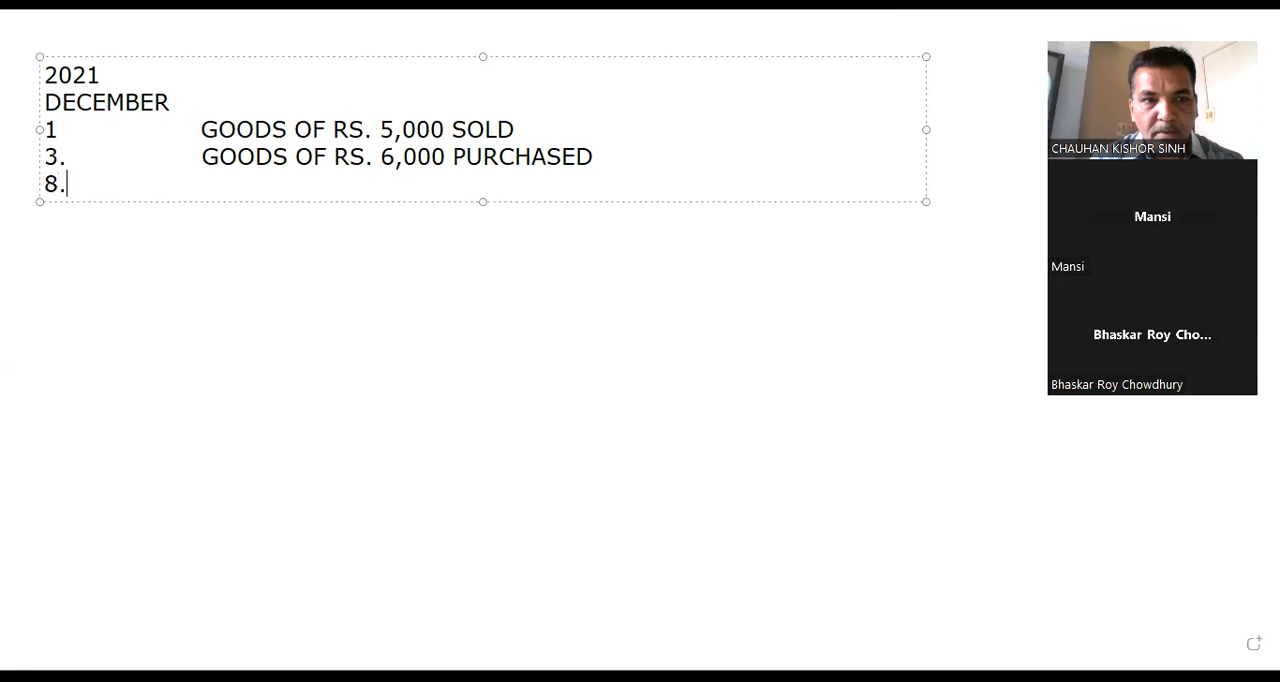 2021
DECEMBER
1 GOODS OF RS. 5,000 SOLD
3. GOODS OF RS. 6,000 PURCHASED
8.
CHAUHAN KISHOR SINH
Mansi
Mansi
Bhaskar Roy Cho...
Bhaskar Roy Chowdhury